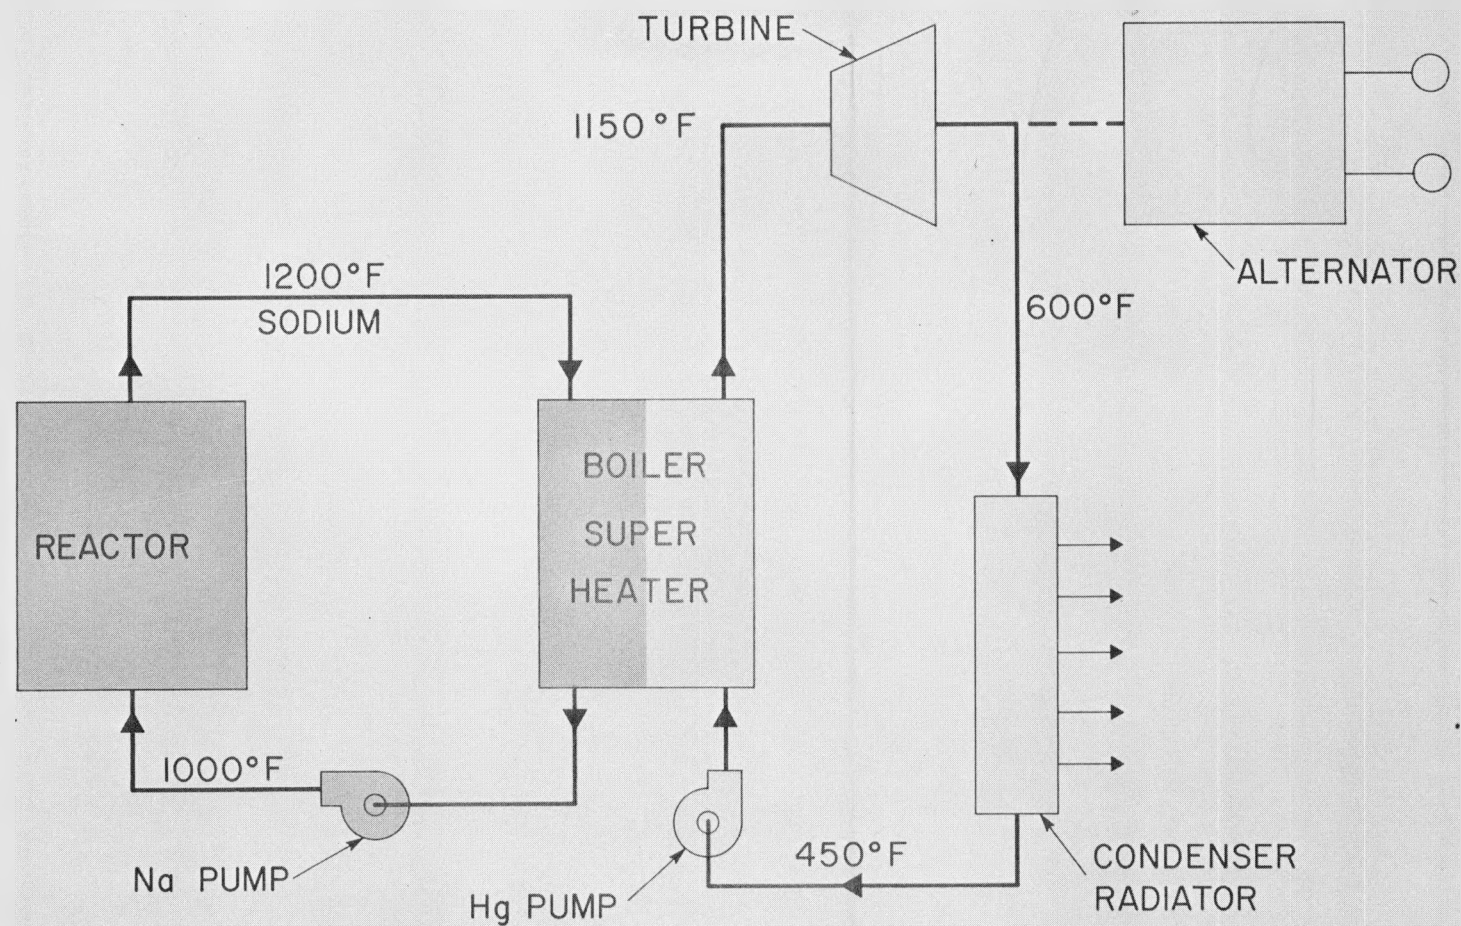 TURBINE
1150°F
ALTERNATOR
1200°F
SODIUM
600°F
REACTOR
BOILER
SUPER
HEATER
1000°F
Na PUMP
Hg PUMP
450°F
CONDENSER
RADIATOR